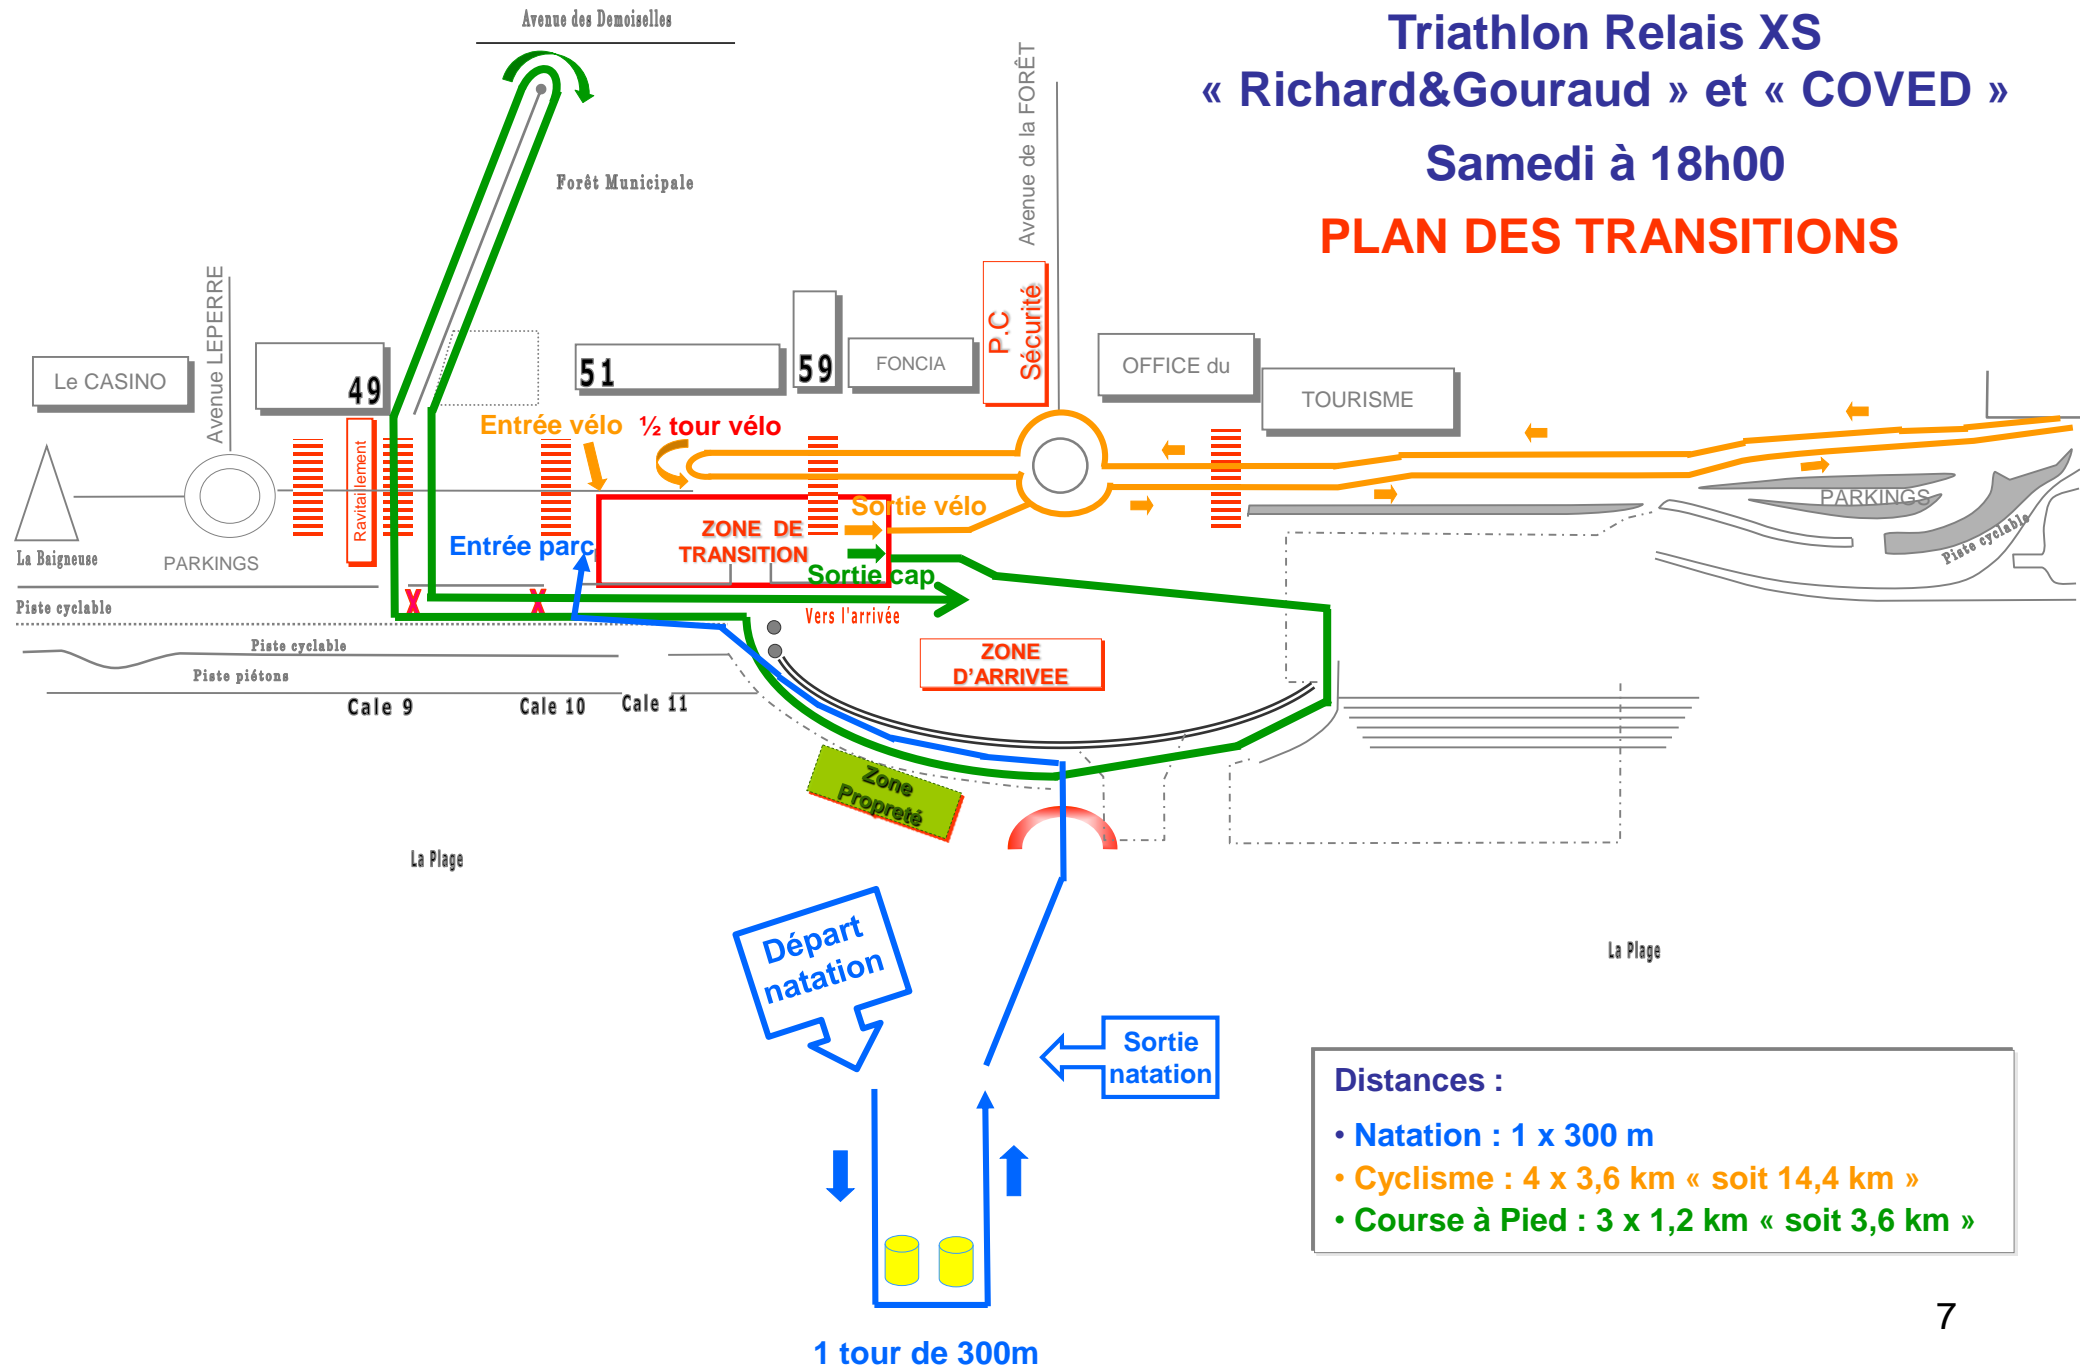 Avenue des Demoiselles
Triathlon Relais XS
« Richard&Gouraud » et « COVED »
Samedi à 18h00
PLAN DES TRANSITIONS
Forêt Municipale
Avenue de la FORÊT
Avenue LEPERRE
P.C
Sécurité
Le CASINO
49
51
59
FONCIA
OFFICE du
TOURISME
Ravitaillement
Entrée vélo
½ tour vélo
Sortie vélo
ZONE DE
TRANSITION
Entrée parc
Sortie cap
Vers l'arrivée
La Baigneuse
PARKINGS
PARKINGS
Piste cyclable
Piste cyclable
X
X
Piste cyclable
Piste piétons
ZONE
D'ARRIVEE
Cale 9
Cale 10
Cale 11
Zone
Propreté
La Plage
La Plage
Départ
natation
Sortie
natation
Distances :
• Natation : 1 x 300 m
• Cyclisme : 4 x 3,6 km « soit 14,4 km »
• Course à Pied : 3 x 1,2 km « soit 3,6 km »
1 tour de 300m
7